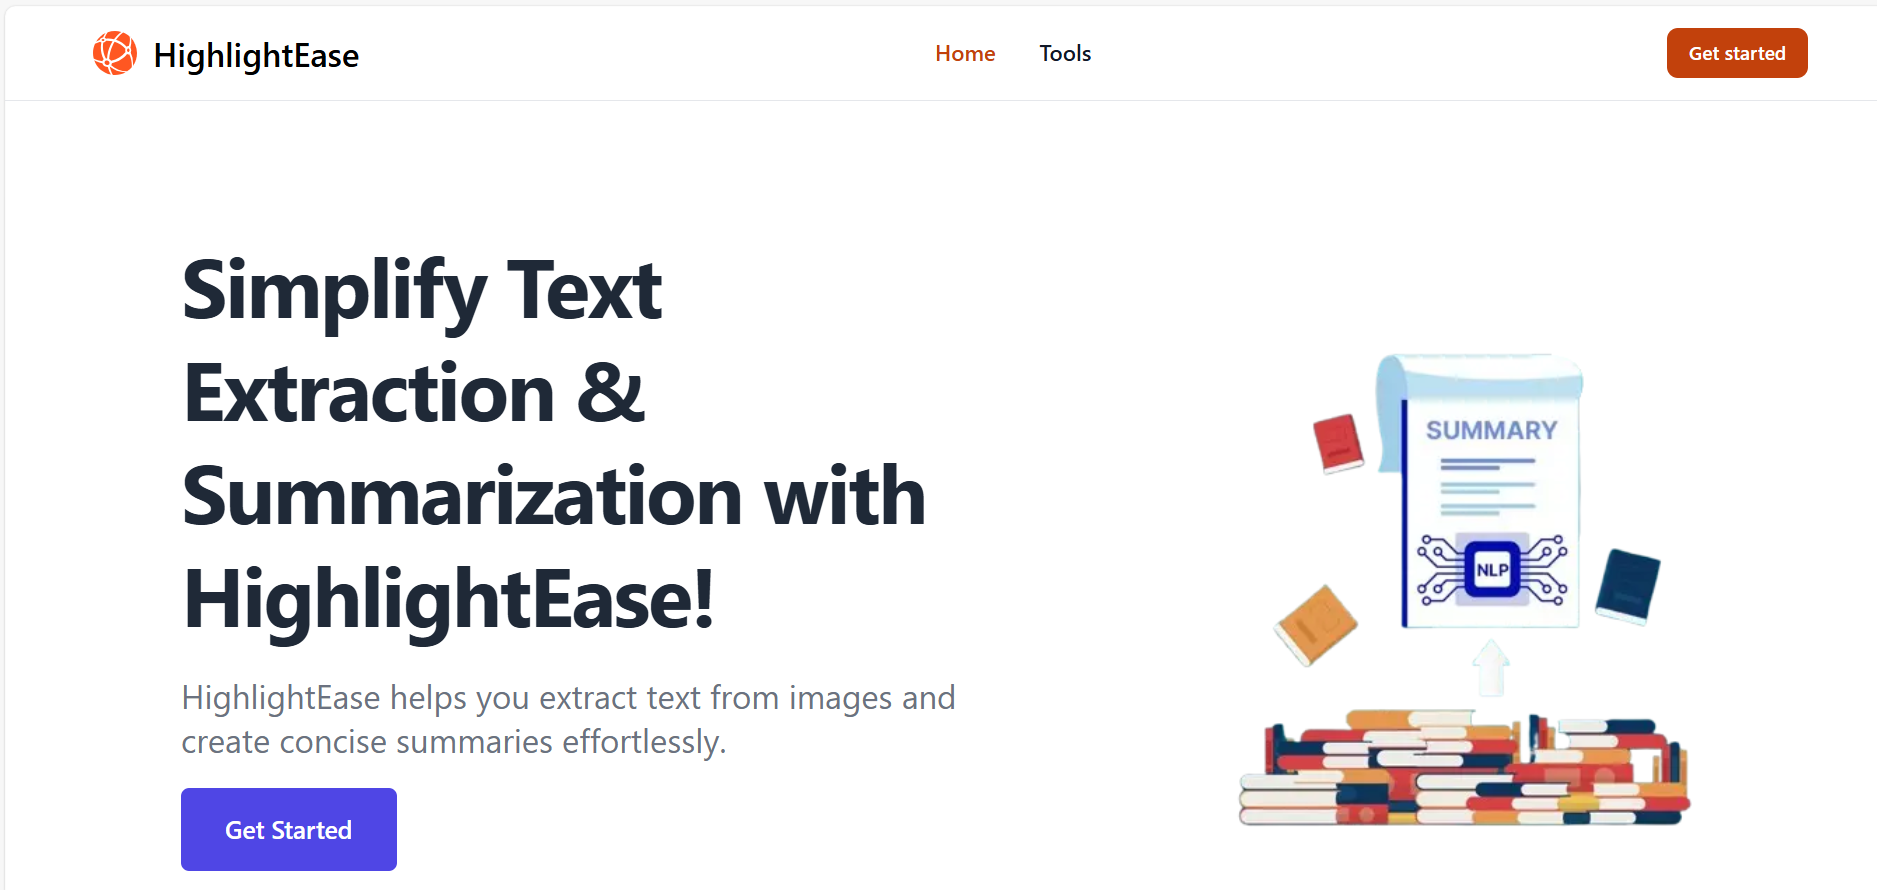 HighlightEase
Home
Tools
Get started
Simplify Text
Extraction &
Summarization with
HighlightEase!
HighlightEase helps you extract text from images and
create concise summaries effortlessly.
Get Started
SUMMARY
NLP